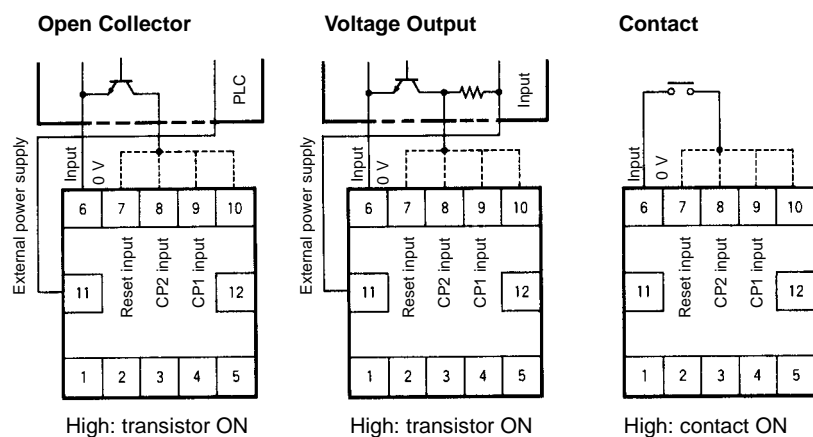 Open Collector
PLC
External power supply
Input
0 V
6 7 8 9 10
Reset input
CP2 input
CP1 input
11 12
1 2 3 4 5
High: transistor ON
Voltage Output
Input
External power supply
Input
0 V
6 7 8 9 10
Reset input
CP2 input
CP1 input
11 12
1 2 3 4 5
High: transistor ON
Contact
Input
0 V
6 7 8 9 10
Reset input
CP2 input
CP1 input
11 12
1 2 3 4 5
High: contact ON